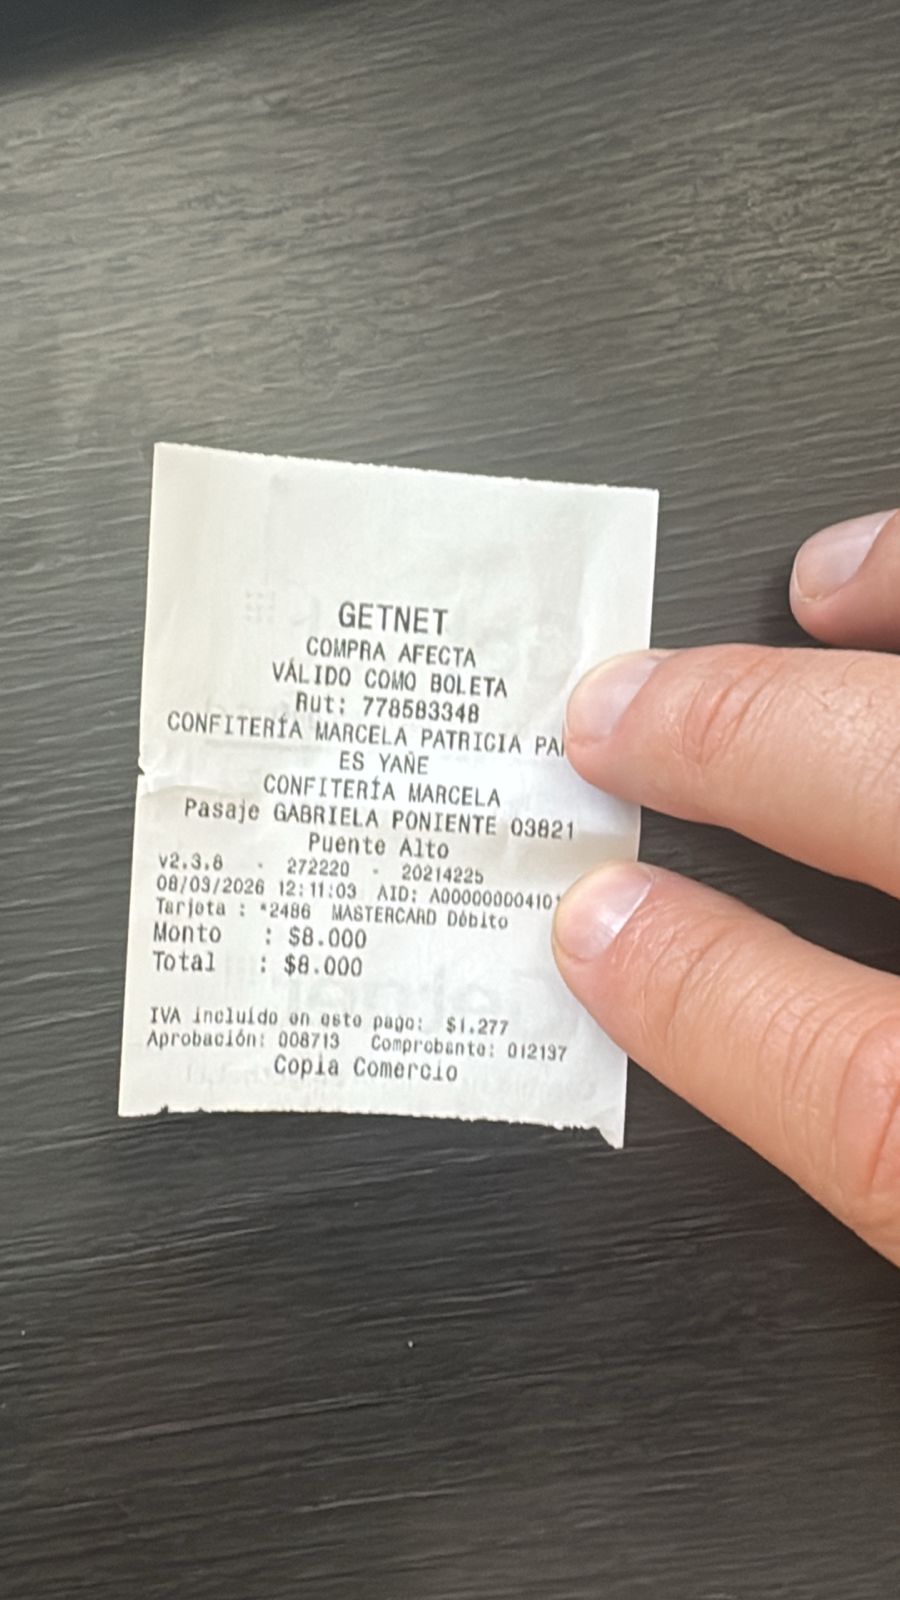 GETNET
COMPRA AFECTA
VÁLIDO COMO BOLETA
Rut: 778583348
CONFITERÍA MARCELA PATRICIA
ES YAÑE
CONFITERÍA MARCELA
Pasaje GABRIELA PONIENTE 03821
Puente Alto
v2.3.8 - 272220 - 20214225
08/03/2026 12:11:03 AID:
Tarjeta : *2486 MASTERCARD Débito
Monto : $8.000
Total : $8.000
IVA incluido en este pago: $1.277
Aprobación: 008713 Comprobante: 012137
Copia Comercio